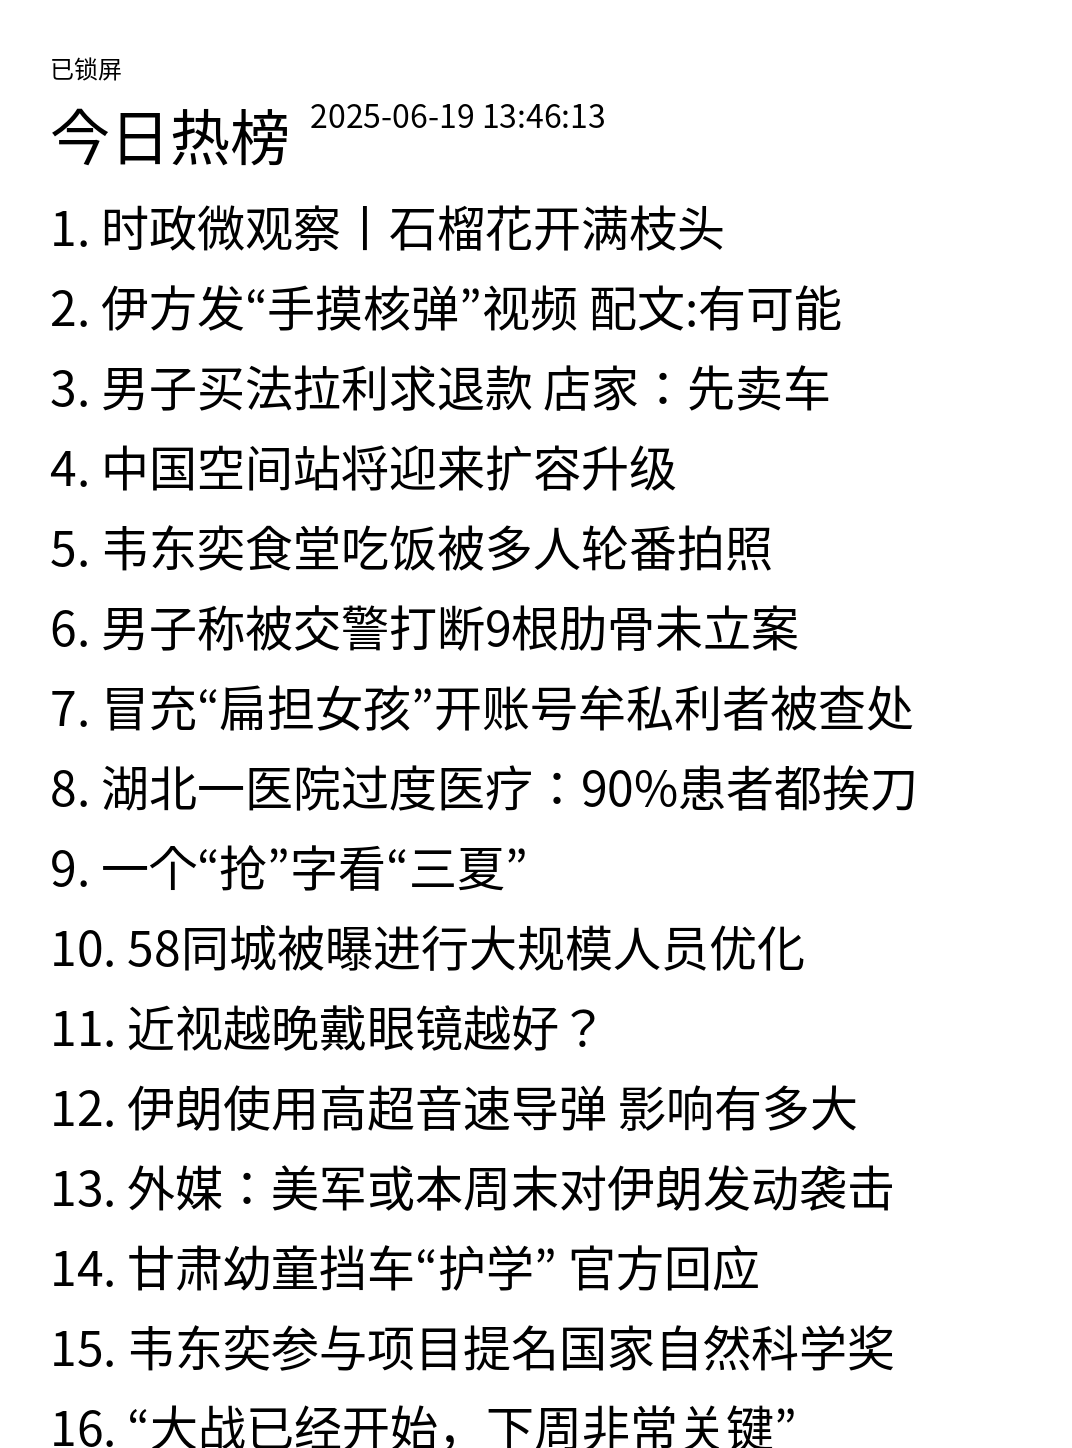 已锁屏
今日热榜 2025-06-19 13:46:13
1. 时政微观察丨石榴花开满枝头
2. 伊方发“手摸核弹”视频 配文:有可能
3. 男子买法拉利求退款 店家：先卖车
4. 中国空间站将迎来扩容升级
5. 韦东奕食堂吃饭被多人轮番拍照
6. 男子称被交警打断9根肋骨未立案
7. 冒充“扁担女孩”开账号牟私利者被查处
8. 湖北一医院过度医疗：90%患者都挨刀
9. 一个“抢”字看“三夏”
10. 58同城被曝进行大规模人员优化
11. 近视越晚戴眼镜越好？
12. 伊朗使用高超音速导弹 影响有多大
13. 外媒：美军或本周末对伊朗发动袭击
14. 甘肃幼童挡车“护学” 官方回应
15. 韦东奕参与项目提名国家自然科学奖
16. “大战已经开始，下周非常关键”